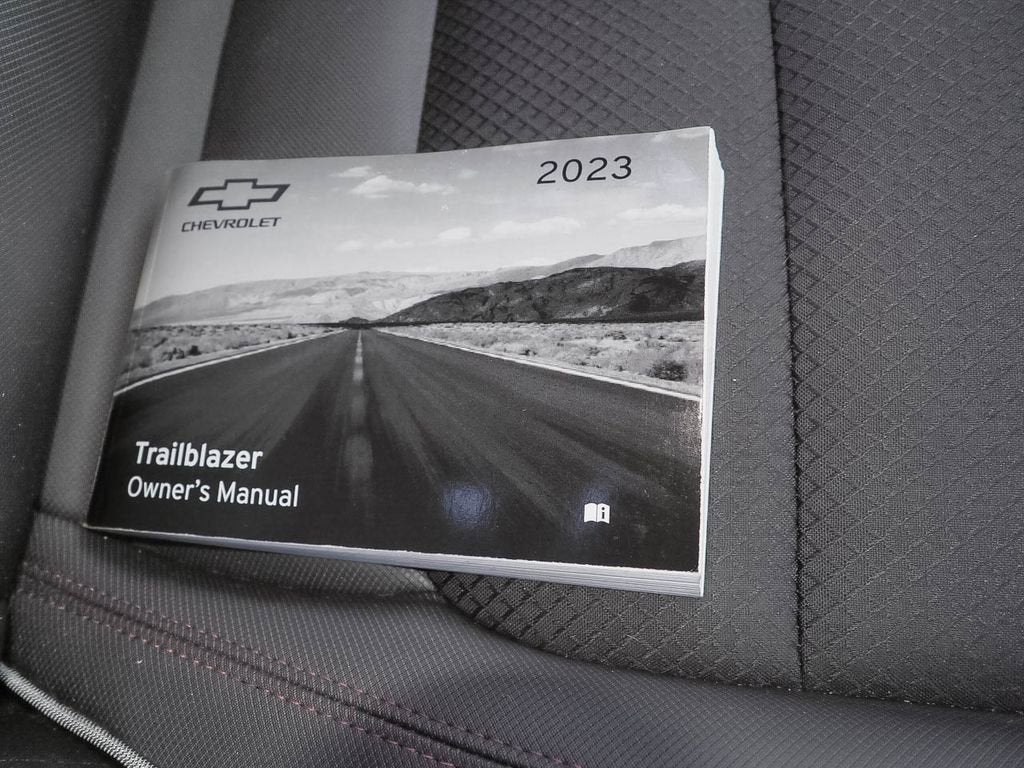 2023
CHEVROLET
Trailblazer
Owner's Manual
i